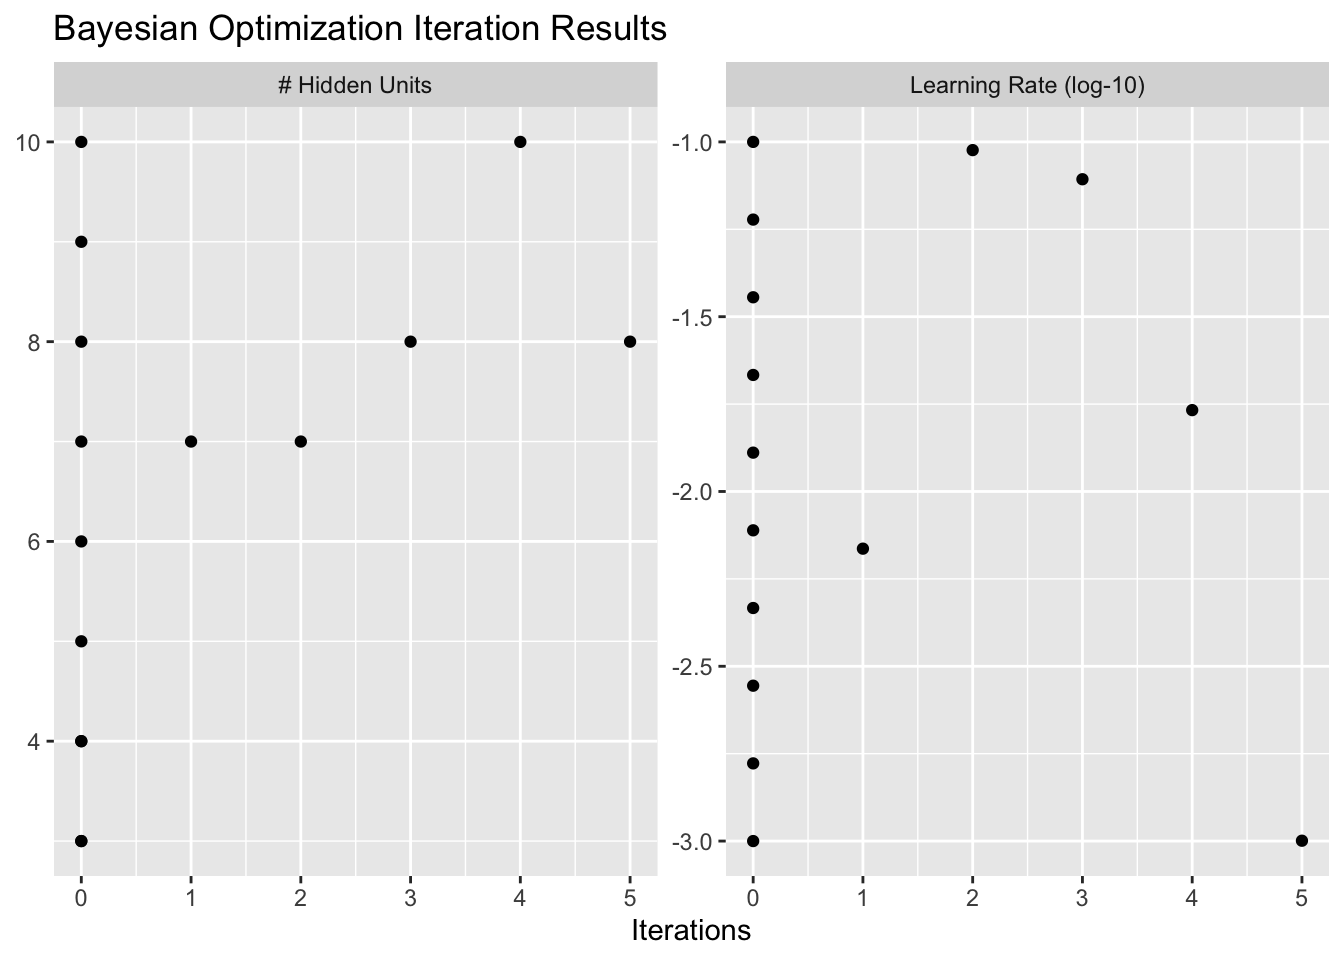 Bayesian Optimization Iteration Results
# Hidden Units
Learning Rate (log-10)
10
8
6
4
-1.0
-1.5
-2.0
-2.5
-3.0
0 1 2 3 4 5
0 1 2 3 4 5
Iterations